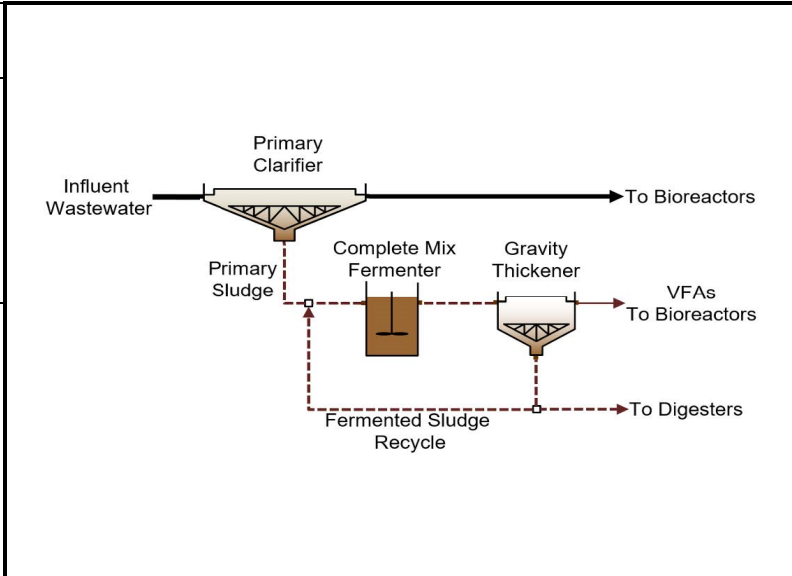 Primary
Clarifier
Influent
Wastewater
To Bioreactors
Complete Mix
Fermenter
Gravity
Thickener
Primary
Sludge
VFAs
To Bioreactors
To Digesters
Fermented Sludge
Recycle